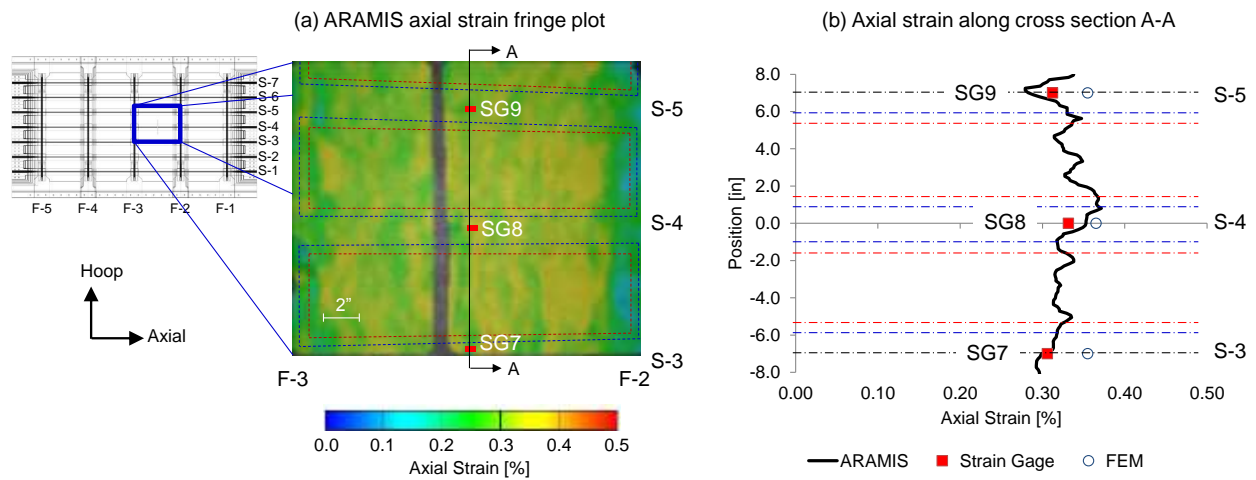 (a) ARAMIS axial strain fringe plot
(b) Axial strain along cross section A-A
A
S-7
S-6
S-5
S-4
S-3
S-2
S-1
F-5
F-4
F-3
F-2
F-1
Hoop
Axial
SG9
SG8
SG7
2”
S-5
S-4
S-3
A
F-3
F-2
0.0
0.1
0.2
0.3
0.4
0.5
Axial Strain [%]
Position [in]
8.0
6.0
4.0
2.0
0.0
-2.0
-4.0
-6.0
-8.0
SG9
SG8
SG7
S-5
S-4
S-3
0.00
0.10
0.20
0.30
0.40
0.50
Axial Strain [%]
ARAMIS
Strain Gage
FEM